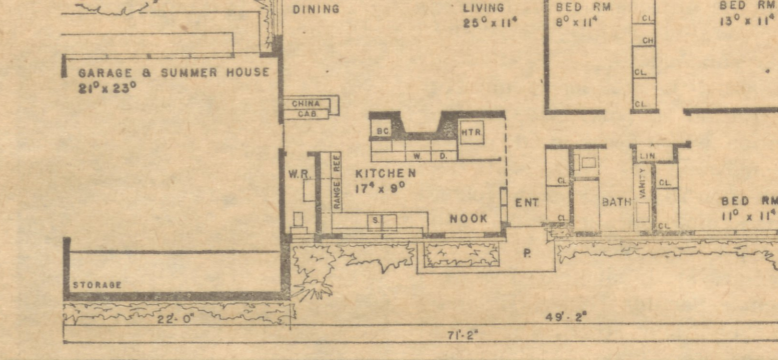 DINING
LIVING
25⁰ x 11⁴
BED RM.
8⁰ x 11⁴
BED RM
13⁰ x 11⁴
CL.
CH
CL.
CL.
GARAGE & SUMMER HOUSE
21⁰ x 23⁰
CHINA
CAB
BC
HTR.
W. D.
W.R.
REF
RANGE
KITCHEN
17⁴ x 9⁰
S.
NOOK
ENT.
CL.
CL.
BATH
LIN.
VANITY
CL.
CL.
BED RM
11⁰ x 11⁴
P.
STORAGE
22'-0"
49'-2"
71'-2"